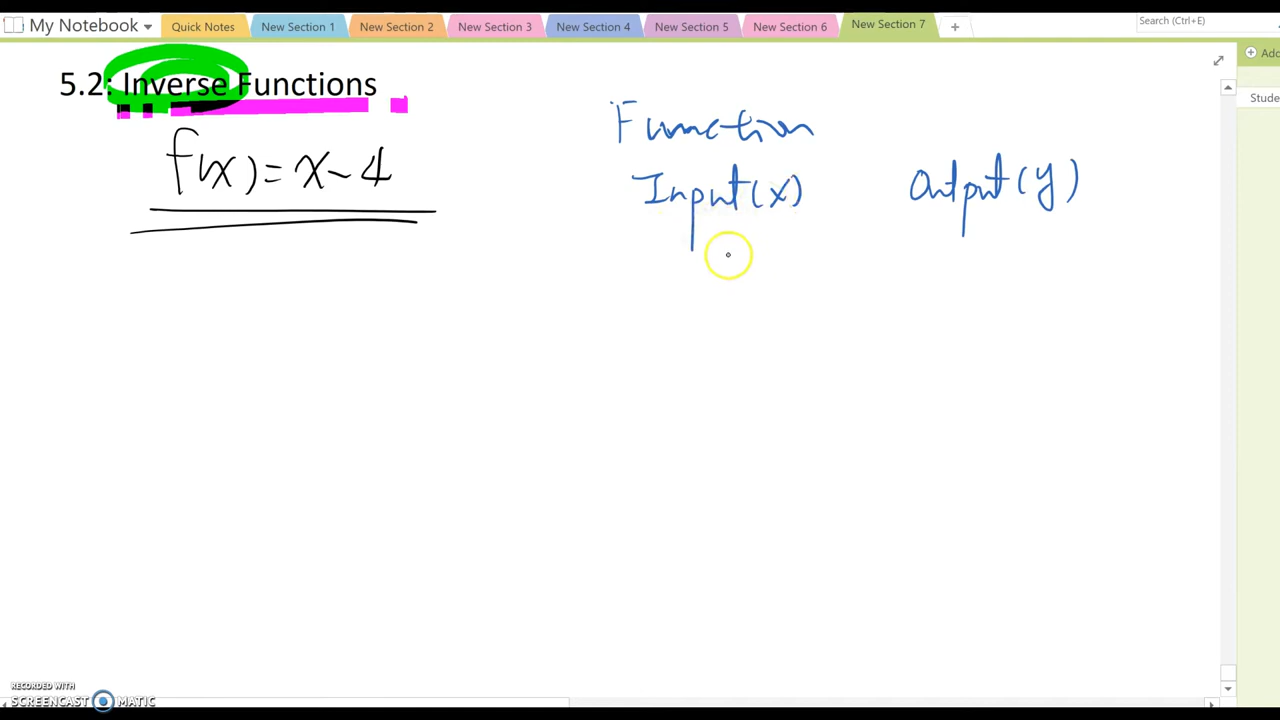 My Notebook
Quick Notes
New Section 1
New Section 2
New Section 3
New Section 4
New Section 5
New Section 6
New Section 7
Search (Ctrl+E)
Add
Stude
5.2: Inverse Functions
f(x) = x - 4
Function
Input (x)
Output (y)
RECORDED WITH
SCREENCAST MATIC